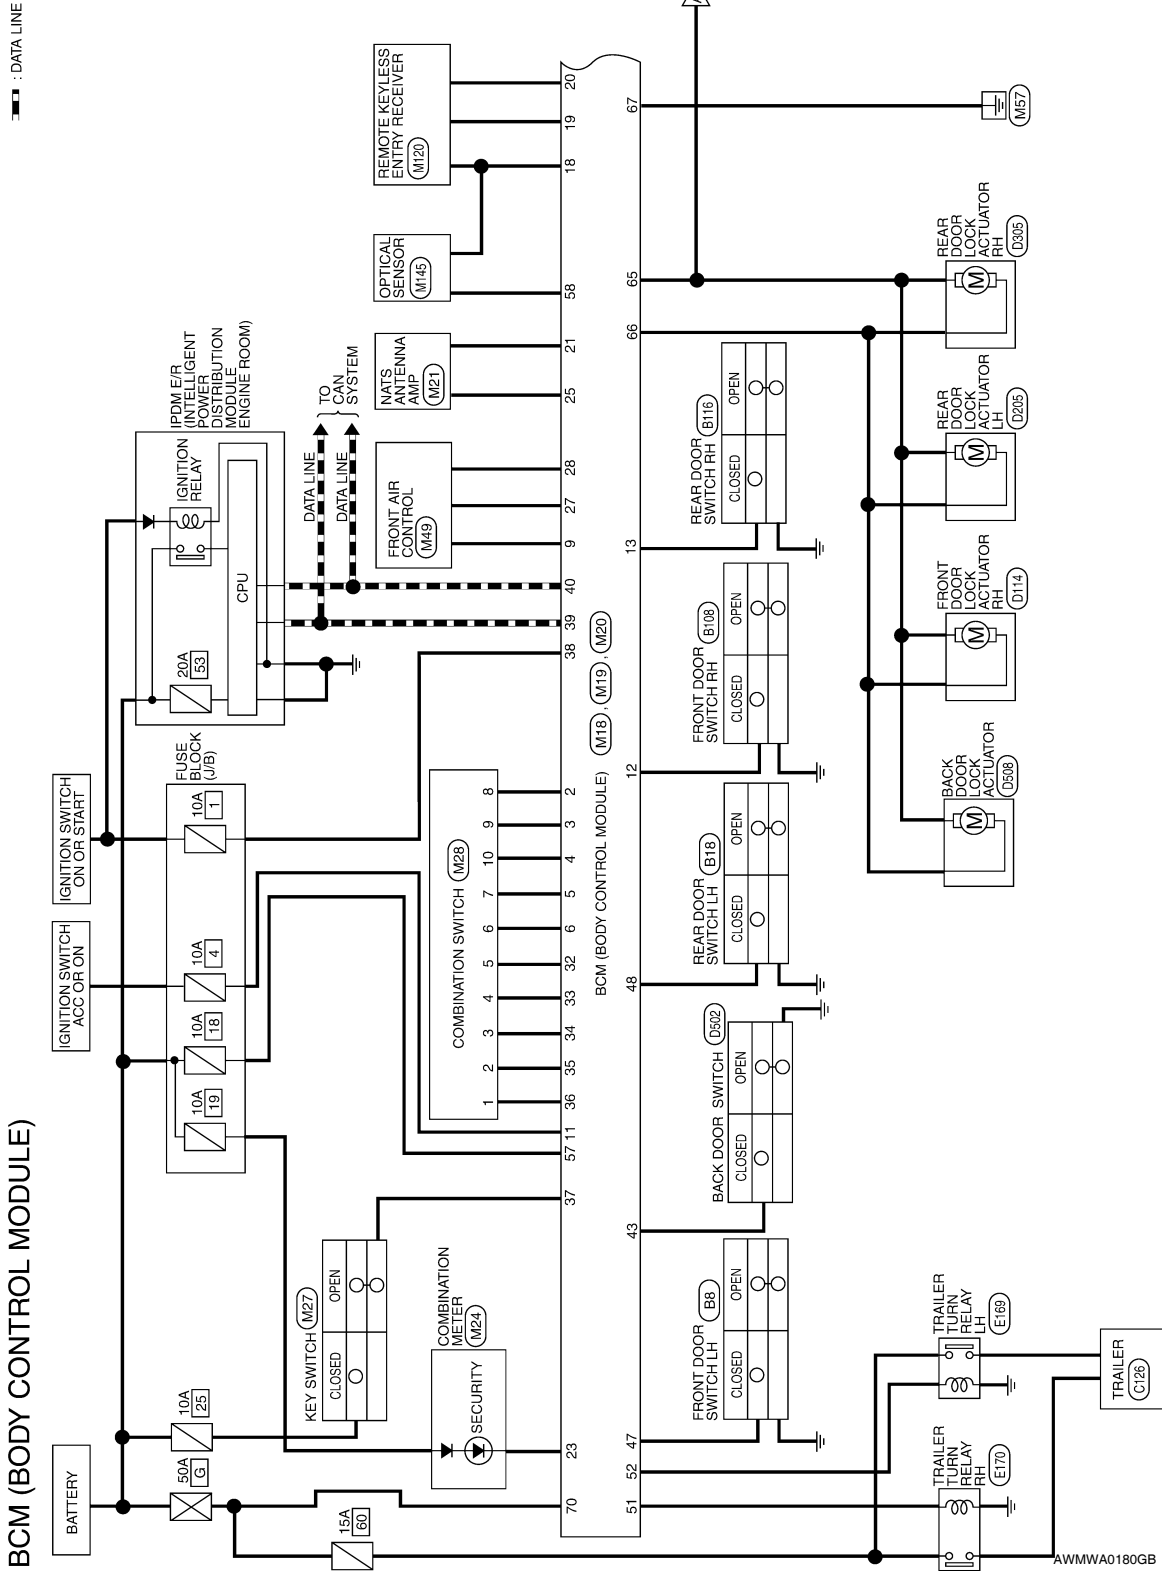 BCM (BODY CONTROL MODULE)
: DATA LINE
BATTERY
IGNITION SWITCH
ACC OR ON
IGNITION SWITCH
ON OR START
50A
G
10A
25
15A
60
10A
19
10A
18
10A
4
10A
1
FUSE
BLOCK
(J/B)
20A
53
CPU
IGNITION
RELAY
IPDM E/R
(INTELLIGENT
POWER
DISTRIBUTION
MODULE
ENGINE ROOM)
DATA LINE
DATA LINE
TO
CAN
SYSTEM
KEY SWITCH
M27
CLOSED
OPEN
COMBINATION
METER
M24
SECURITY
COMBINATION SWITCH
M28
1
2
3
4
5
6
7
10
9
8
FRONT AIR
CONTROL
M49
NATS
ANTENNA
AMP
M21
OPTICAL
SENSOR
M145
REMOTE KEYLESS
ENTRY RECEIVER
M120
70
23
37
57
11
36
35
34
33
32
6
5
4
3
2
38
39
40
9
27
28
25
21
58
18
19
20
BCM (BODY CONTROL MODULE)
M18
,
M19
,
M20
51
52
47
43
48
12
13
66
65
67
FRONT DOOR
SWITCH LH
B8
CLOSED
OPEN
BACK DOOR SWITCH
D502
CLOSED
OPEN
REAR DOOR
SWITCH LH
B18
CLOSED
OPEN
FRONT DOOR
SWITCH RH
B108
CLOSED
OPEN
REAR DOOR
SWITCH RH
B116
CLOSED
OPEN
M57
TRAILER
TURN
RELAY
RH
E170
TRAILER
TURN
RELAY
LH
E169
TRAILER
C126
BACK
DOOR
LOCK
ACTUATOR
D508
M
FRONT
DOOR
LOCK
ACTUATOR
RH
D114
M
REAR
DOOR
LOCK
ACTUATOR
LH
D205
M
REAR
DOOR
LOCK
ACTUATOR
RH
D305
M
AWMWA0180GB